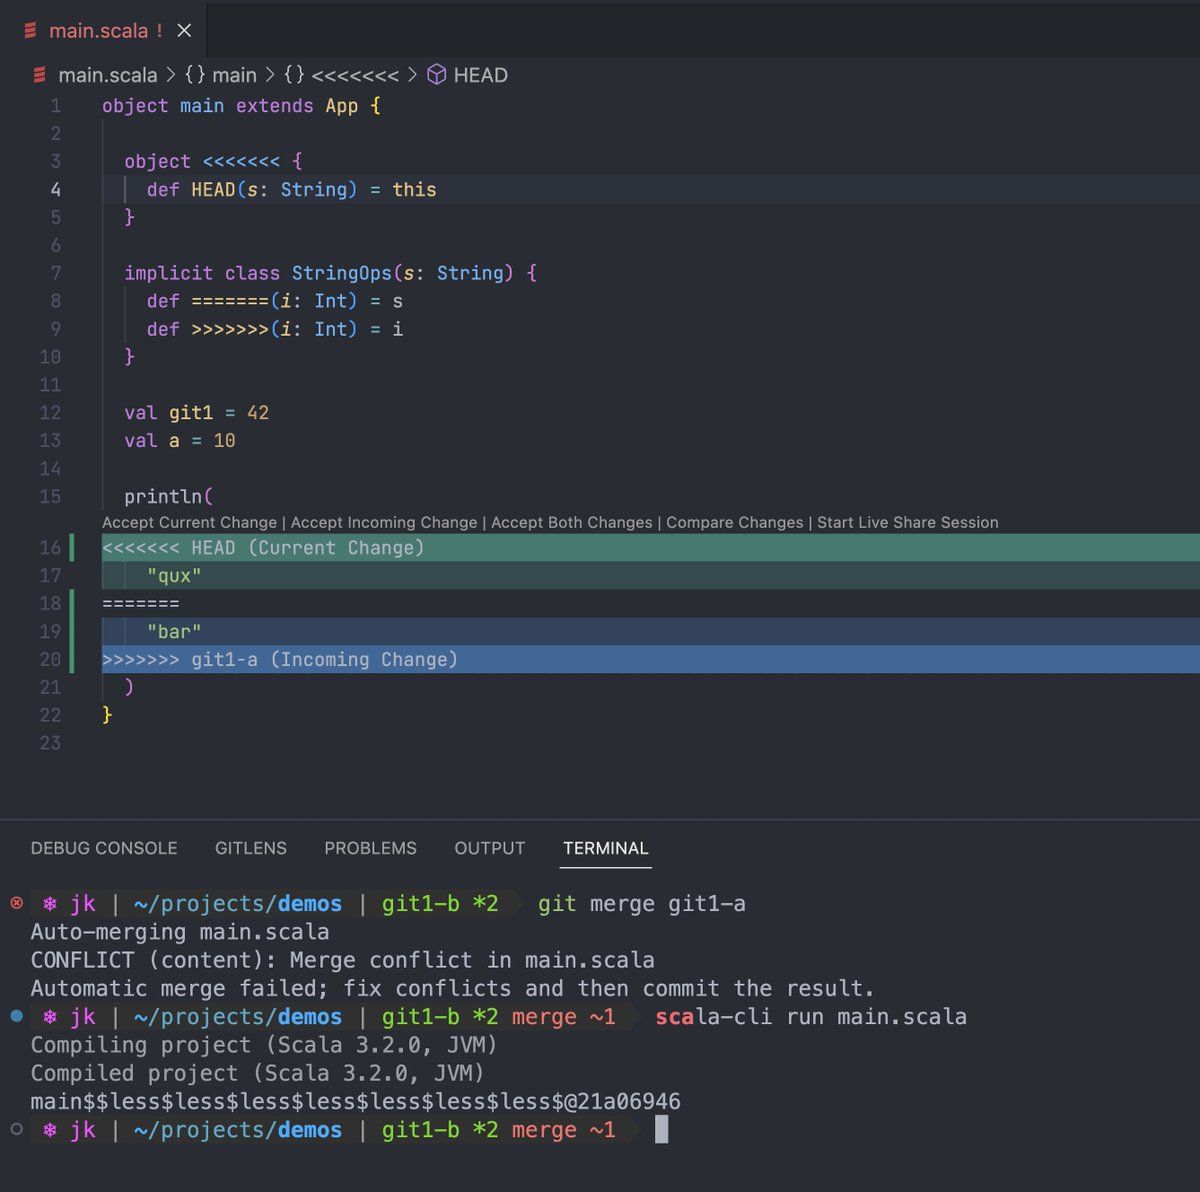 main.scala !
main.scala > {} main > {} <<<<<<< > HEAD
1 object main extends App {
2
3 object <<<<<<< {
4 def HEAD(s: String) = this
5 }
6
7 implicit class StringOps(s: String) {
8 def =======(i: Int) = s
9 def >>>>>>>(i: Int) = i
10 }
11
12 val git1 = 42
13 val a = 10
14
15 println(
Accept Current Change | Accept Incoming Change | Accept Both Changes | Compare Changes | Start Live Share Session
16 <<<<<<< HEAD (Current Change)
17 "qux"
18 =======
19 "bar"
20 >>>>>>> git1-a (Incoming Change)
21 )
22 }
23
DEBUG CONSOLE GITLENS PROBLEMS OUTPUT TERMINAL
❄ jk | ~/projects/demos | git1-b *2 git merge git1-a
Auto-merging main.scala
CONFLICT (content): Merge conflict in main.scala
Automatic merge failed; fix conflicts and then commit the result.
❄ jk | ~/projects/demos | git1-b *2 merge ~1 scala-cli run main.scala
Compiling project (Scala 3.2.0, JVM)
Compiled project (Scala 3.2.0, JVM)
main$$less$less$less$less$less$less$less$@21a06946
❄ jk | ~/projects/demos | git1-b *2 merge ~1